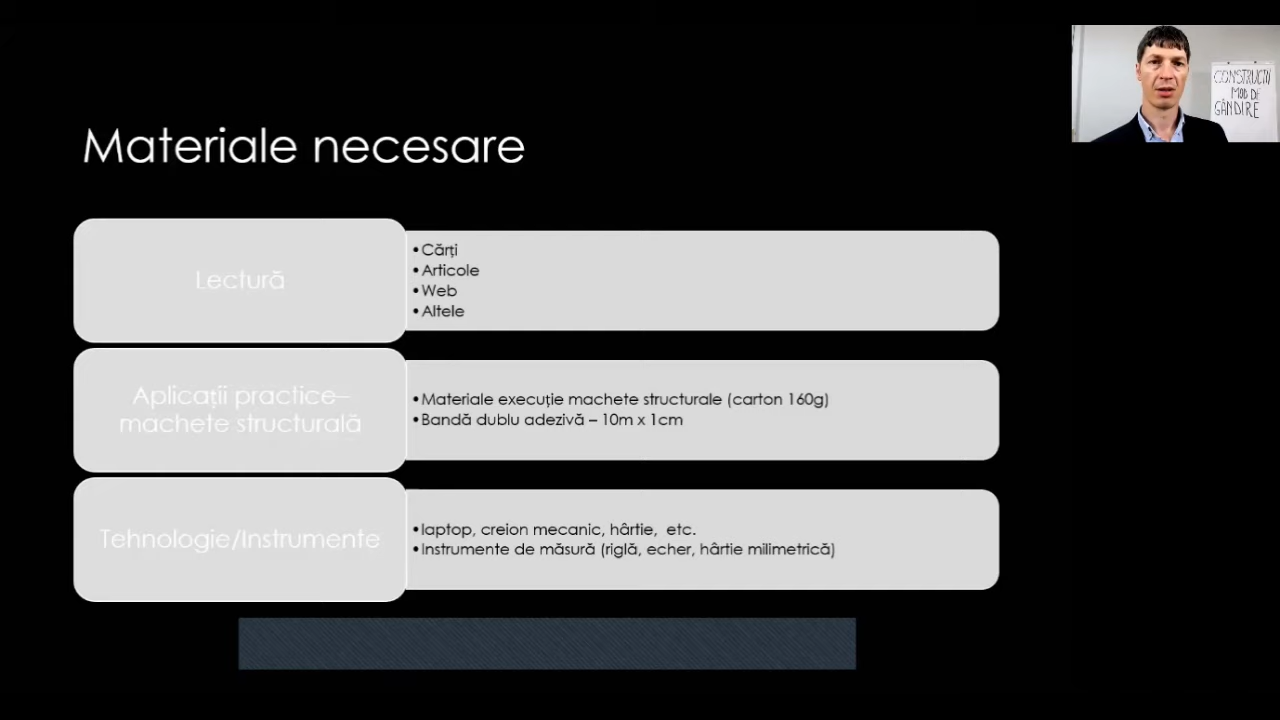 Materiale necesare
Lectură
•Cărți
•Articole
•Web
•Altele
Aplicații practice–
machete structurală
•Materiale execuție machete structurale (carton 160g)
•Bandă dublu adezivă – 10m x 1cm
Tehnologie/Instrumente
•laptop, creion mecanic, hârtie, etc.
•Instrumente de măsură (riglă, echer, hârtie milimetrică)
CONSTRUCȚII
MOD DE
GÂNDIRE